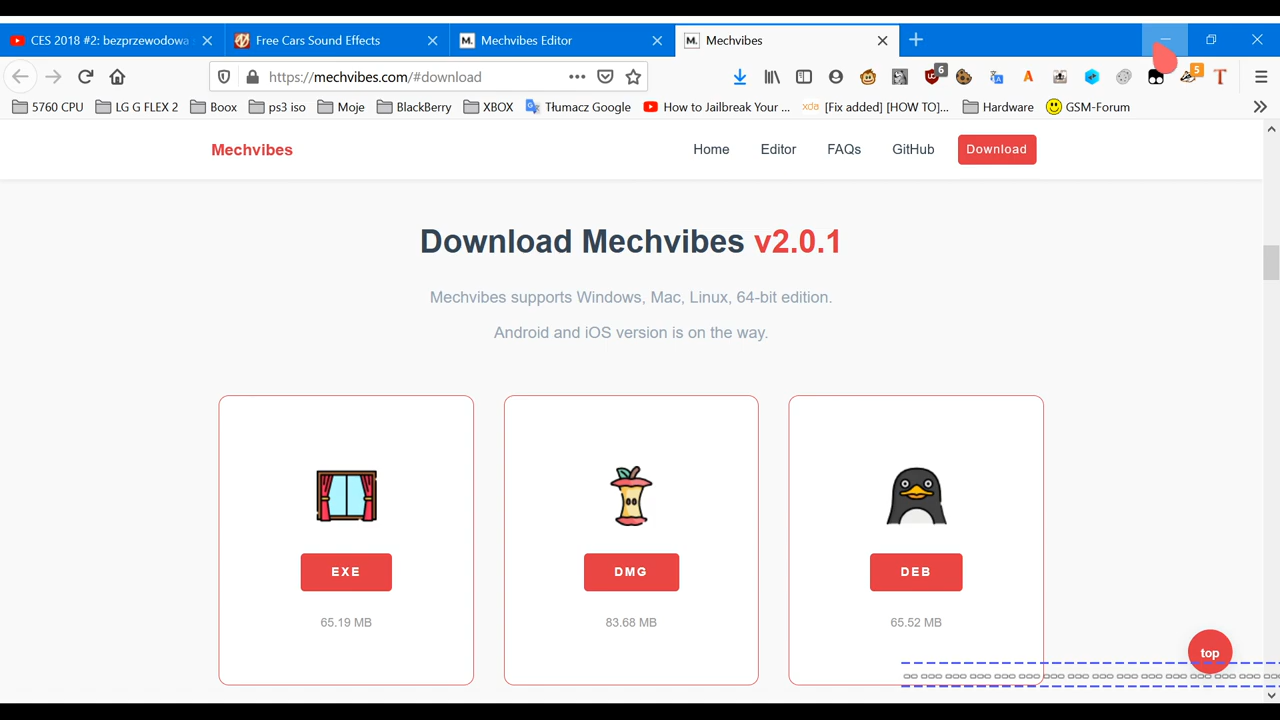 CES 2018 #2: bezprzewodowa
Free Cars Sound Effects
M. Mechvibes Editor
M. Mechvibes
https://mechvibes.com/#download
6
A
5
T
5760 CPU
LG G FLEX 2
Boox
ps3 iso
Moje
BlackBerry
XBOX
Tłumacz Google
How to Jailbreak Your ...
xda [Fix added] [HOW TO]...
Hardware
GSM-Forum
Mechvibes
Home
Editor
FAQs
GitHub
Download
Download Mechvibes v2.0.1
Mechvibes supports Windows, Mac, Linux, 64-bit edition.
Android and iOS version is on the way.
EXE
DMG
DEB
65.19 MB
83.68 MB
65.52 MB
top